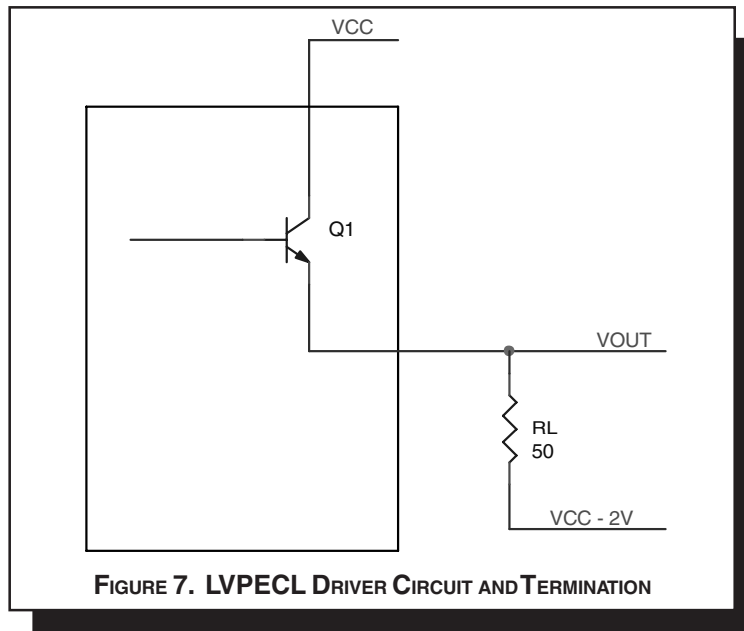 VCC
Q1
VOUT
RL
50
VCC - 2V
FIGURE 7. LVPECL DRIVER CIRCUIT AND TERMINATION